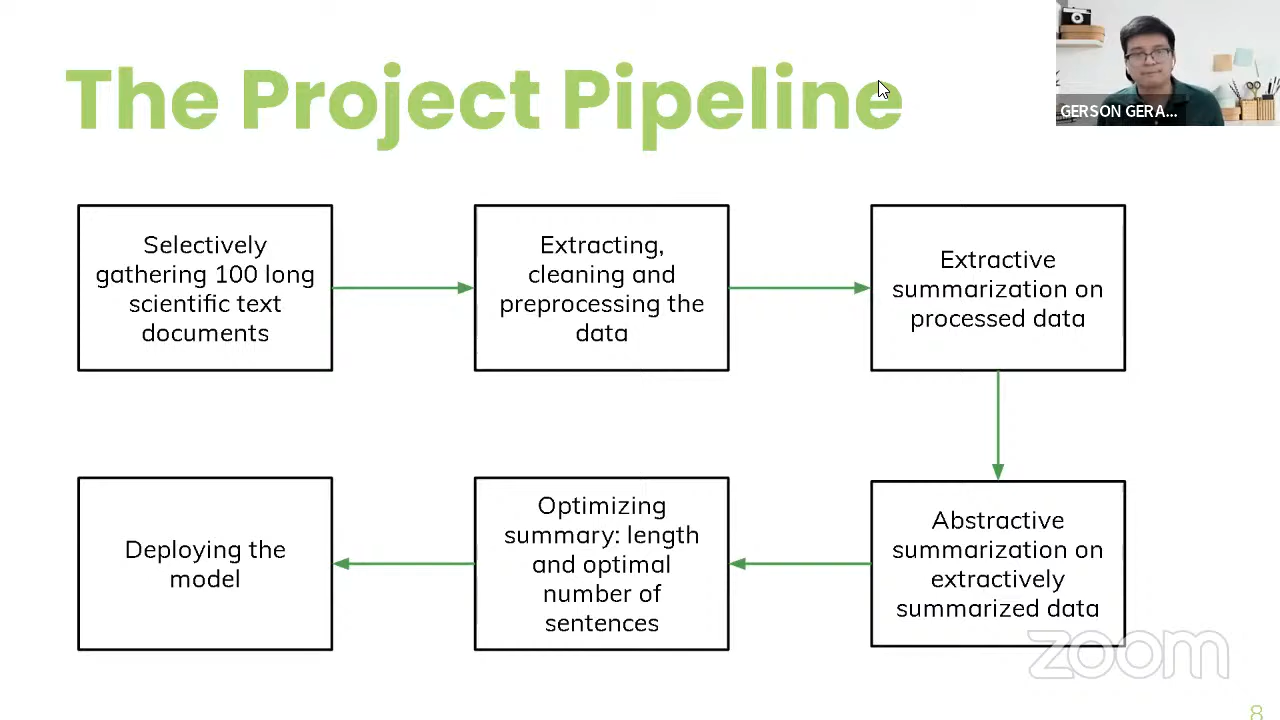 The Project Pipeline
GERSON GERA...
Selectively
gathering 100 long
scientific text
documents
Extracting,
cleaning and
preprocessing the
data
Extractive
summarization on
processed data
Deploying the
model
Optimizing
summary: length
and optimal
number of
sentences
Abstractive
summarization on
extractively
summarized data
zoom
8